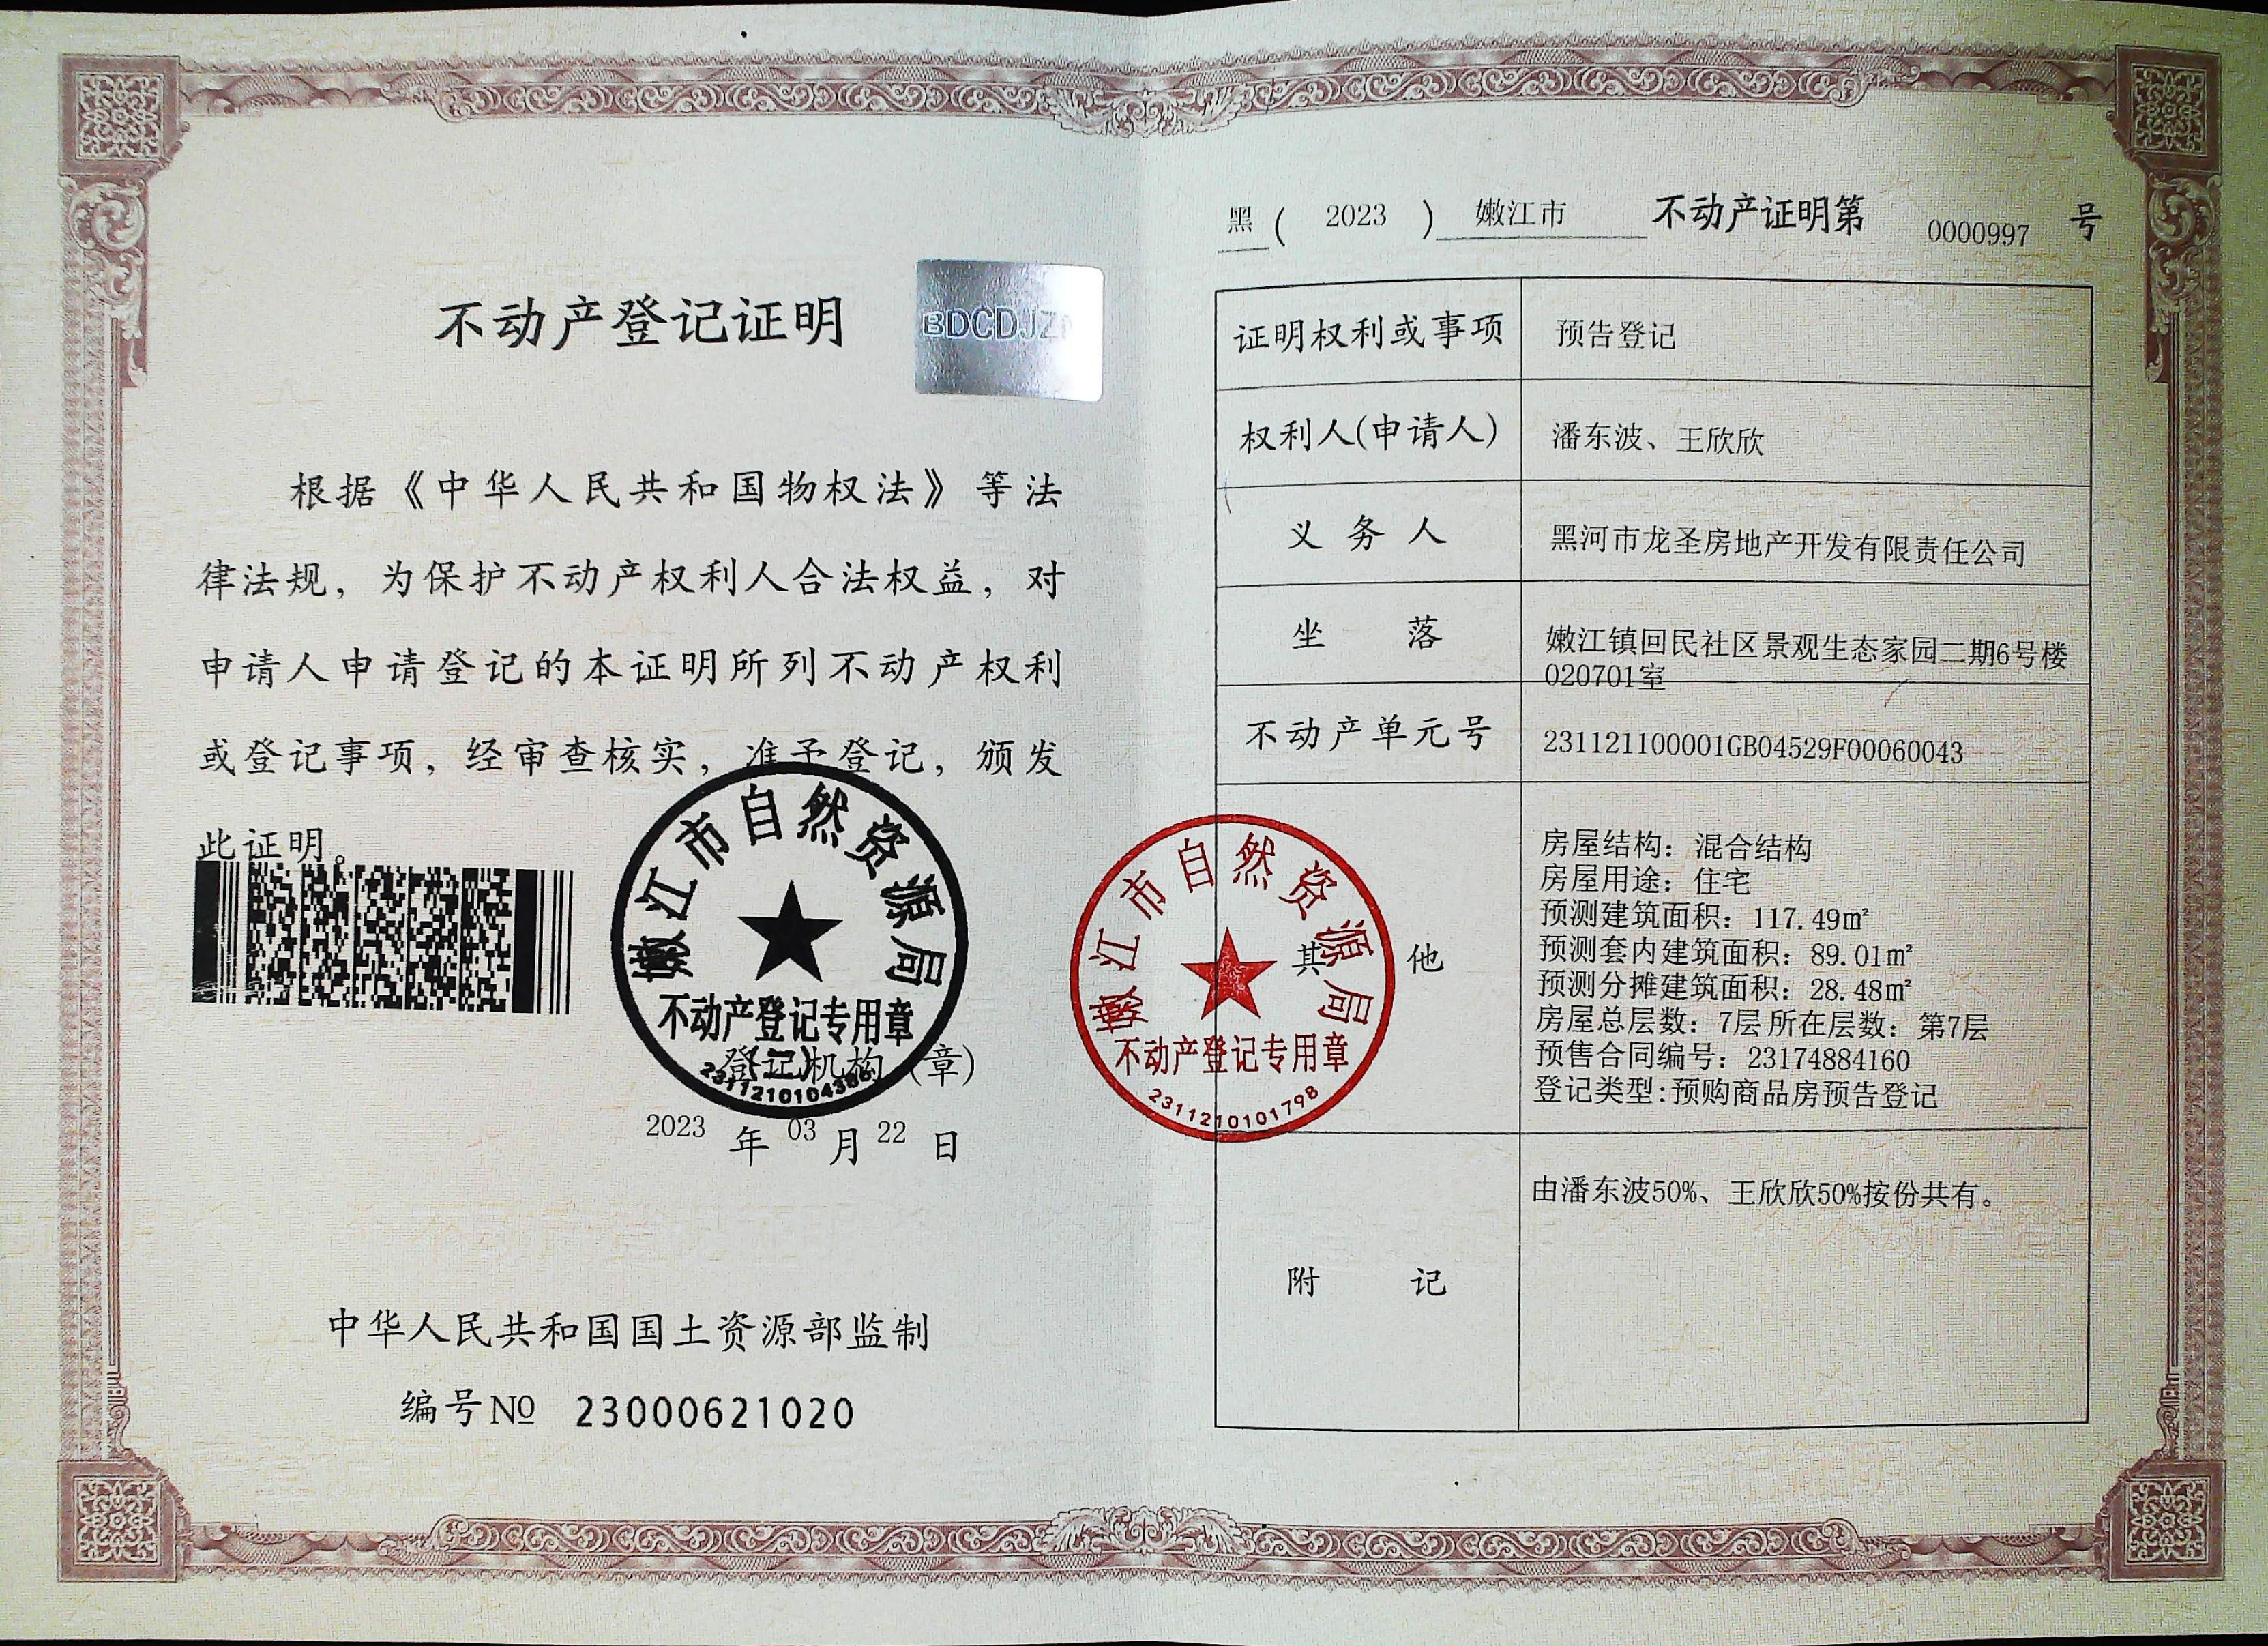 不动产登记证明
BDCDJZ
根据《中华人民共和国物权法》等法
律法规，为保护不动产权利人合法权益，对
申请人申请登记的本证明所列不动产权利
或登记事项，经审查核实，准予登记，颁发
此证明。
嫩江市自然资源局
不动产登记专用章
(二)
登记机构（章）
2023 年 03 月 22 日
中华人民共和国国土资源部监制
编号№ 23000621020
黑（ 2023 ） 嫩江市 不动产证明第 0000997 号
证明权利或事项 预告登记
权利人(申请人) 潘东波、王欣欣
义务人 黑河市龙圣房地产开发有限责任公司
坐落 嫩江镇回民社区景观生态家园二期6号楼
020701室
不动产单元号 231121100001GB04529F00060043
其他
房屋结构：混合结构
房屋用途：住宅
预测建筑面积：117.49㎡
预测套内建筑面积：89.01㎡
预测分摊建筑面积：28.48㎡
房屋总层数：7层 所在层数：第7层
预售合同编号：23174884160
登记类型:预购商品房预告登记
嫩江市自然资源局
不动产登记专用章
2311210101798
附记 由潘东波50%、王欣欣50%按份共有。